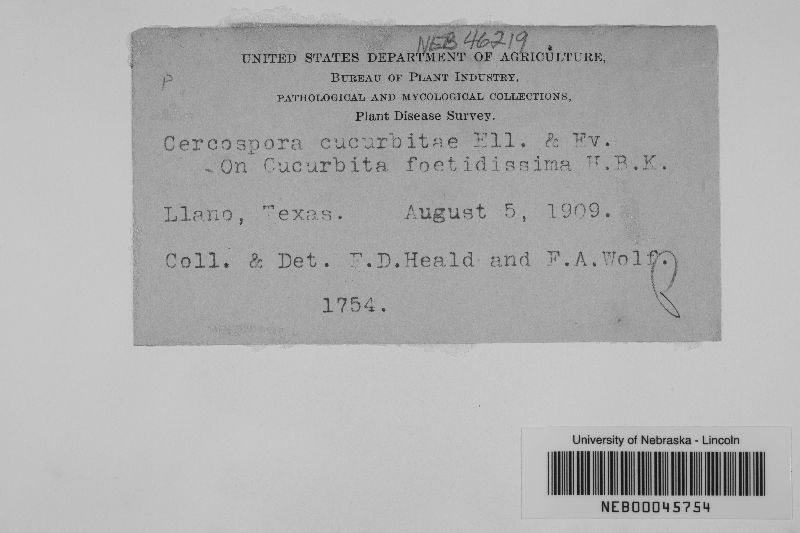 NEB 46219
UNITED STATES DEPARTMENT OF AGRICULTURE,
BUREAU OF PLANT INDUSTRY,
PATHOLOGICAL AND MYCOLOGICAL COLLECTIONS,
Plant Disease Survey.
P
Cercospora cucurbitae Ell. & Ev.
On Cucurbita foetidissima H.B.K.
Llano, Texas. August 5, 1909.
Coll. & Det. F.D.Heald and F.A.Wolf.
1754.
University of Nebraska - Lincoln
NEB00045754